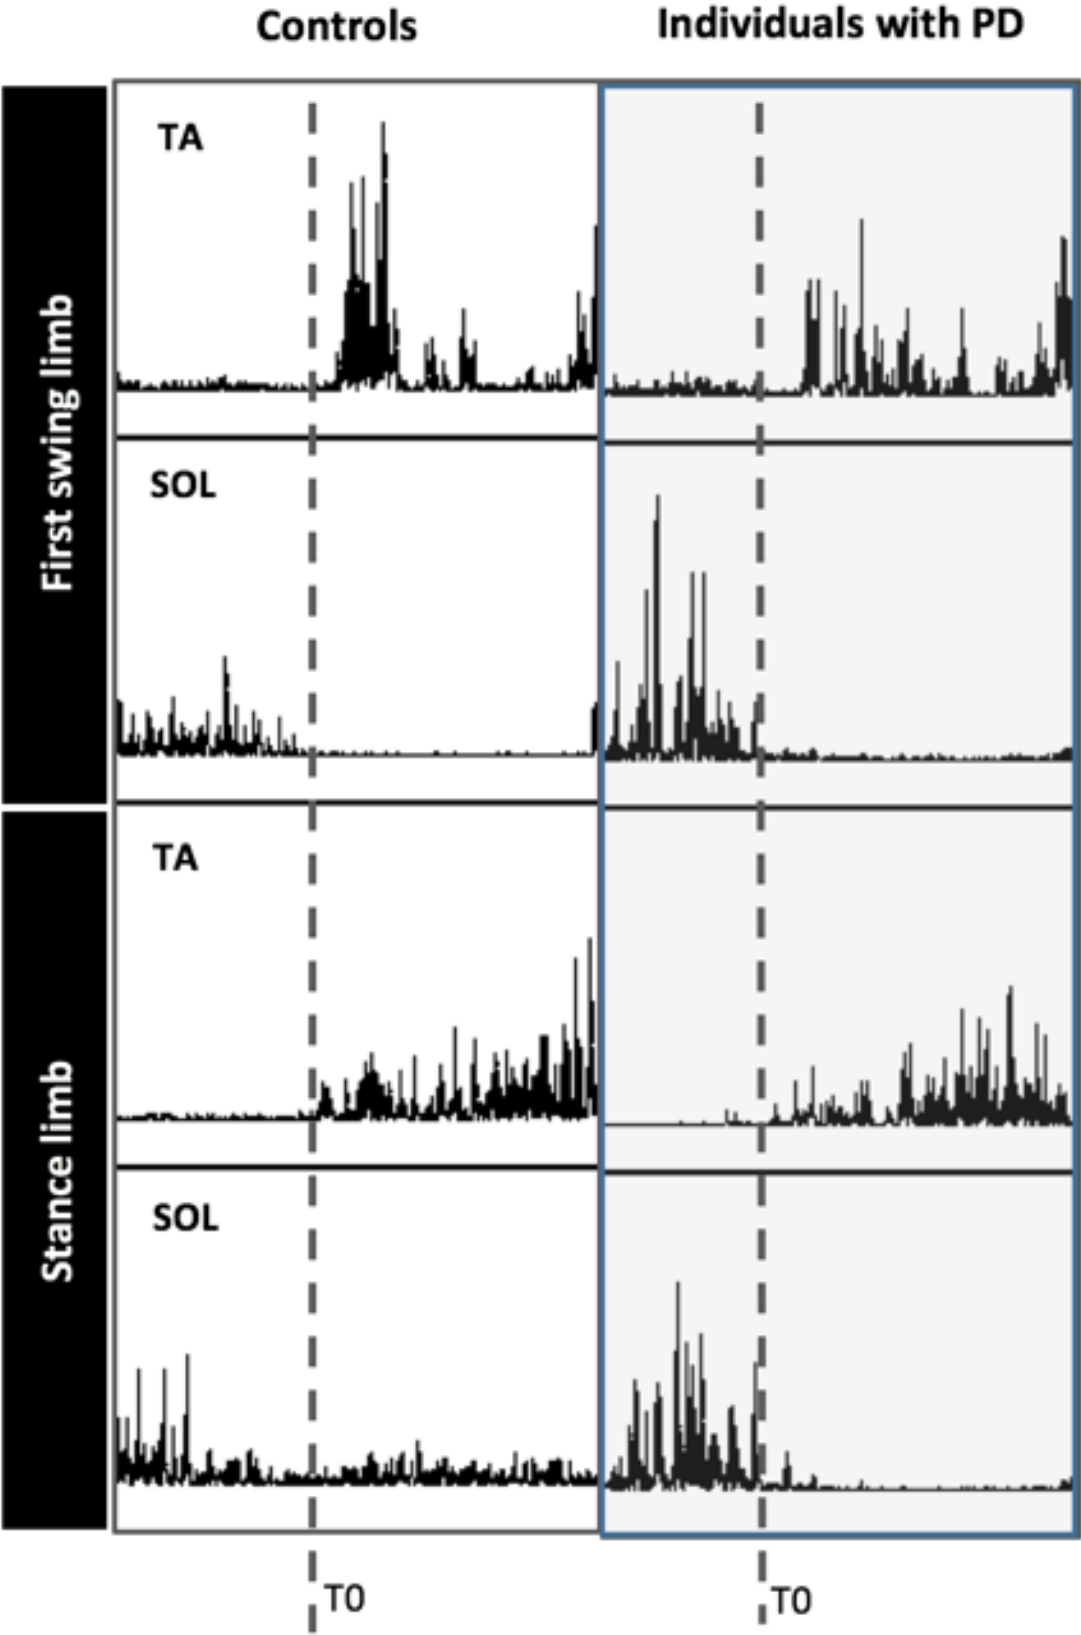 Controls
Individuals with PD
First swing limb
TA
SOL
Stance limb
TA
SOL
T0
T0